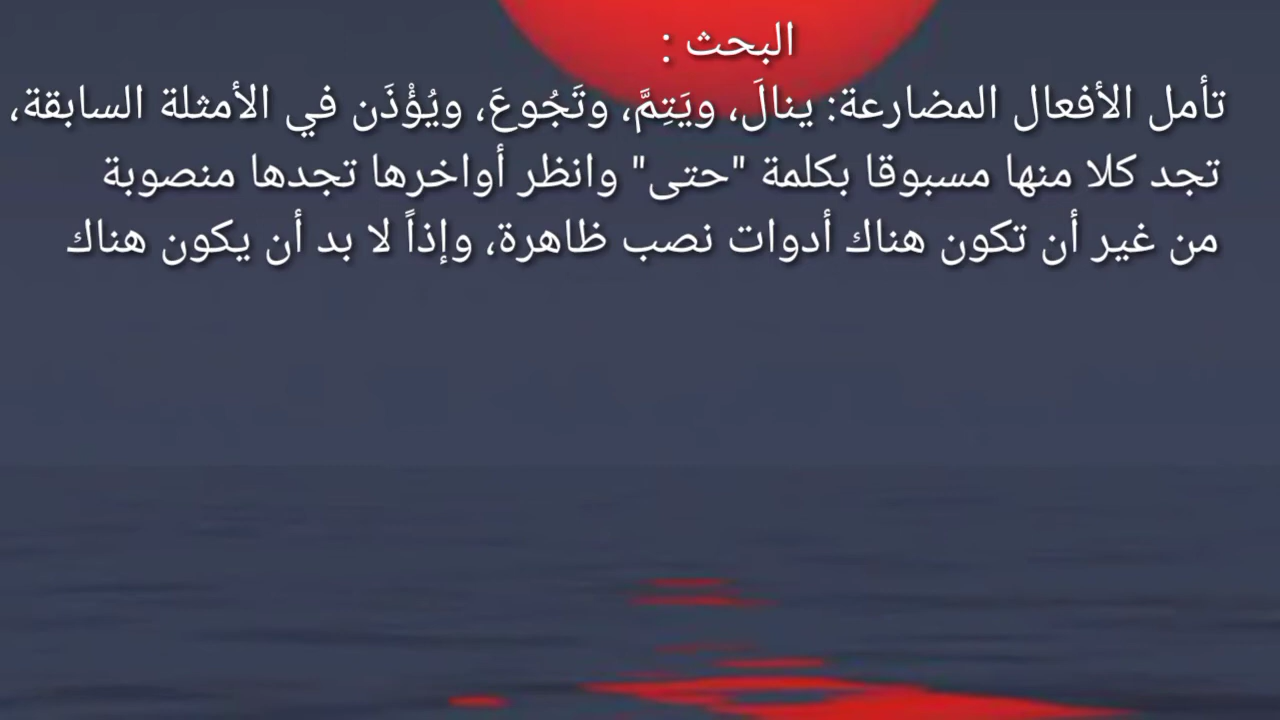 البحث :
تأمل الأفعال المضارعة: ينالَ، ويَتِمَّ، وتَجُوعَ، ويُؤْذَن في الأمثلة السابقة،
تجد كلا منها مسبوقا بكلمة "حتى" وانظر أواخرها تجدها منصوبة
من غير أن تكون هناك أدوات نصب ظاهرة، وإذاً لا بد أن يكون هناك